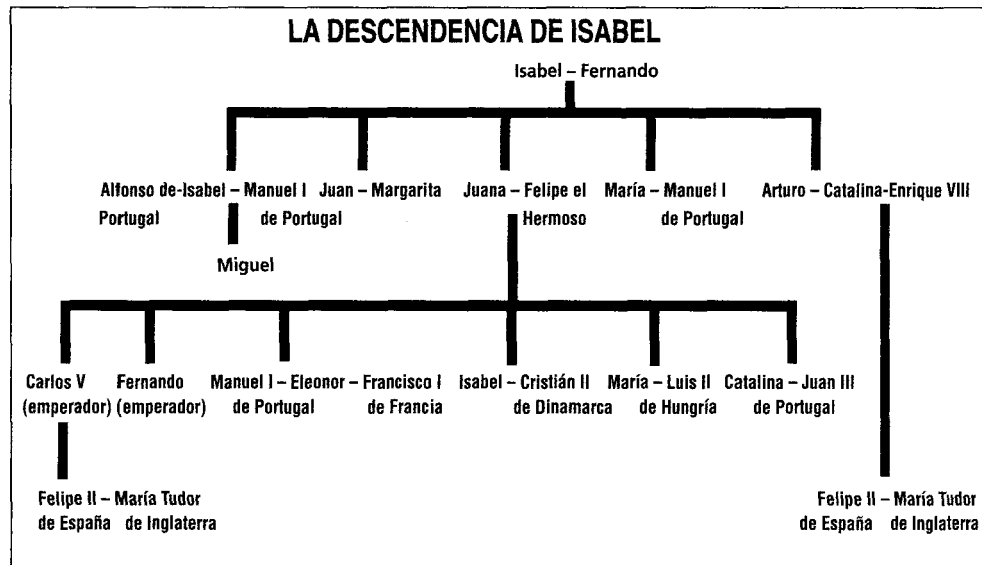 LA DESCENDENCIA DE ISABEL
Isabel – Fernando
Alfonso de-Isabel – Manuel I
Portugal de Portugal
Juan – Margarita
Juana – Felipe el
Hermoso
María – Manuel I
de Portugal
Arturo – Catalina-Enrique VIII
Miguel
Carlos V
(emperador)
Fernando
(emperador)
Manuel I – Eleonor – Francisco I
de Portugal de Francia
Isabel – Cristián II
de Dinamarca
María – Luis II
de Hungría
Catalina – Juan III
de Portugal
Felipe II – María Tudor
de España de Inglaterra
Felipe II – María Tudor
de España de Inglaterra